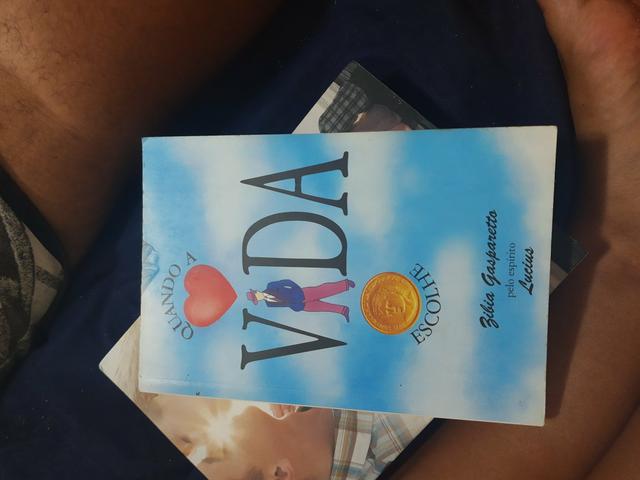 QUANDO A
VIDA
ESCOLHE
Zibia Gasparetto
pelo espírito
Lucius